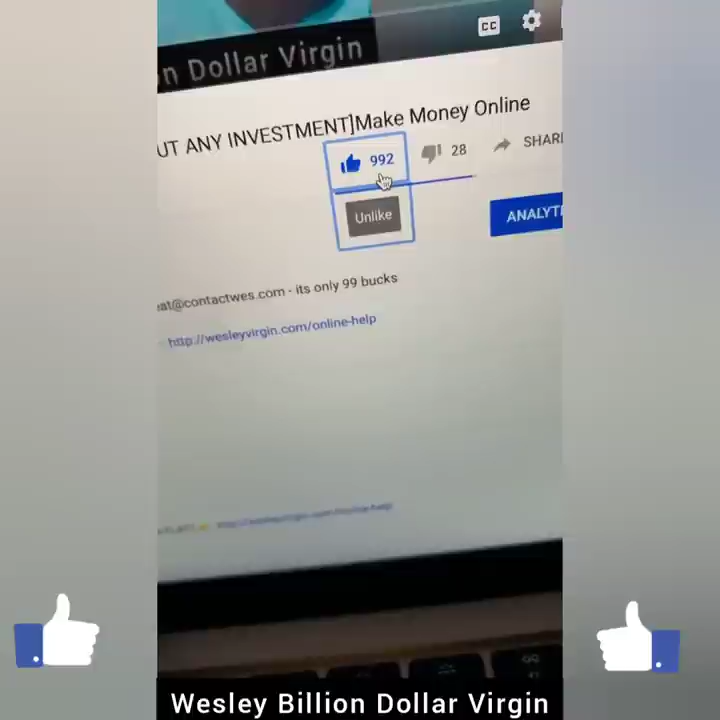 n Dollar Virgin
CC
UT ANY INVESTMENT]Make Money Online
992
28
SHAR
Unlike
ANALYT
at@contactwes.com - its only 99 bucks
http://wesleyvirgin.com/online-help
Wesley Billion Dollar Virgin